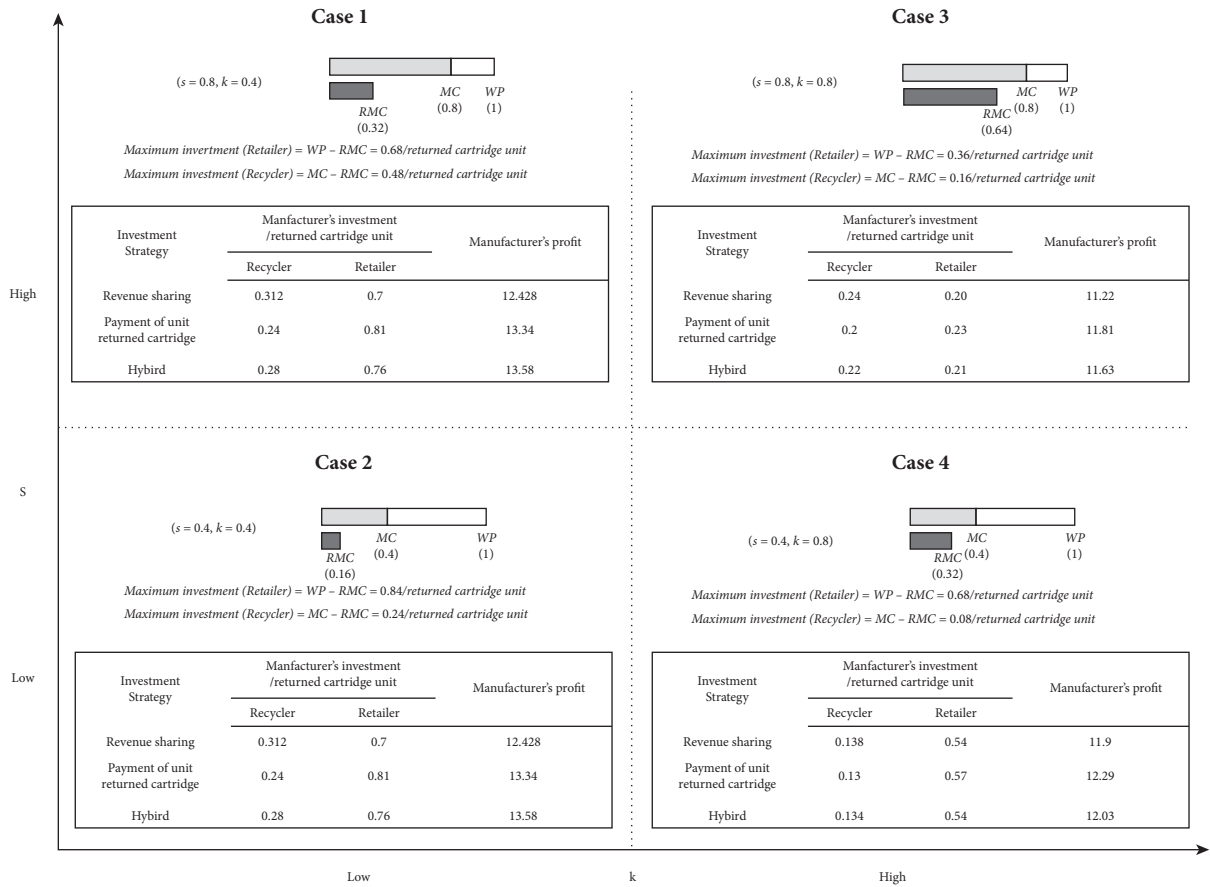 Case 1
(s = 0.8, k = 0.4)
MC
(0.8)
WP
(1)
RMC
(0.32)
Maximum invertment (Retailer) = WP – RMC = 0.68/returned cartridge unit
Maximum investment (Recycler) = MC – RMC = 0.48/returned cartridge unit
Investment
Strategy
Manfacturer's investment
/returned cartridge unit
Manufacturer's profit
Recycler
Retailer
Revenue sharing 0.312 0.7 12.428
Payment of unit
returned cartridge
0.24 0.81 13.34
Hybird 0.28 0.76 13.58
Case 3
(s = 0.8, k = 0.8)
MC
(0.8)
WP
(1)
RMC
(0.64)
Maximum investment (Retailer) = WP – RMC = 0.36/returned cartridge unit
Maximum investment (Recycler) = MC – RMC = 0.16/returned cartridge unit
Investment
Strategy
Manfacturer's investment
/returned cartridge unit
Manufacturer's profit
Recycler
Retailer
Revenue sharing 0.24 0.20 11.22
Payment of unit
returned cartridge
0.2 0.23 11.81
Hybird 0.22 0.21 11.63
High
S
Case 2
(s = 0.4, k = 0.4)
MC
(0.4)
WP
(1)
RMC
(0.16)
Maximum investment (Retailer) = WP – RMC = 0.84/returned cartridge unit
Maximum investment (Recycler) = MC – RMC = 0.24/returned cartridge unit
Investment
Strategy
Manfacturer's investment
/returned cartridge unit
Manufacturer's profit
Recycler
Retailer
Revenue sharing 0.312 0.7 12.428
Payment of unit
returned cartridge
0.24 0.81 13.34
Hybird 0.28 0.76 13.58
Case 4
(s = 0.4, k = 0.8)
MC
(0.4)
WP
(1)
RMC
(0.32)
Maximum investment (Retailer) = WP – RMC = 0.68/returned cartridge unit
Maximum investment (Recycler) = MC – RMC = 0.08/returned cartridge unit
Investment
Strategy
Manfacturer's investment
/returned cartridge unit
Manufacturer's profit
Recycler
Retailer
Revenue sharing 0.138 0.54 11.9
Payment of unit
returned cartridge
0.13 0.57 12.29
Hybird 0.134 0.54 12.03
Low
Low
k
High